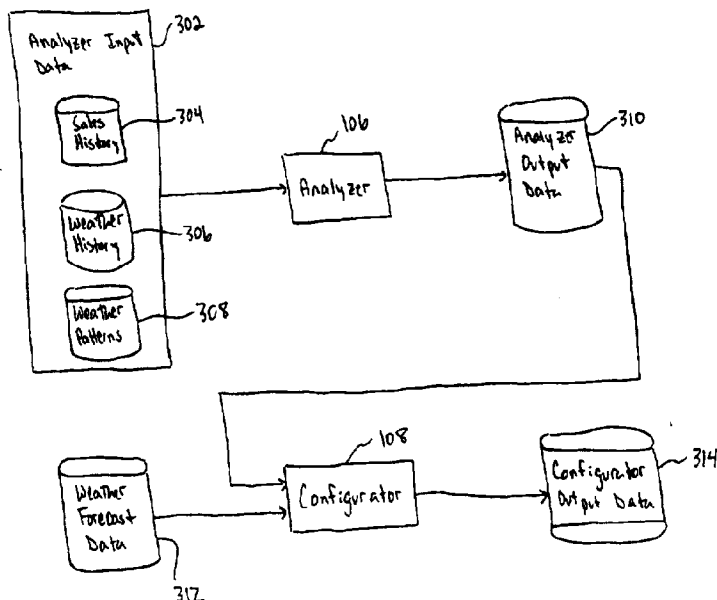 Analyzer Input
Data
302
Sales
History
304
Weather
History
306
Weather
Patterns
308
106
Analyzer
Analyzer
Output
Data
310
108
Configurator
Weather
Forecast
Data
312
Configurator
Output Data
314